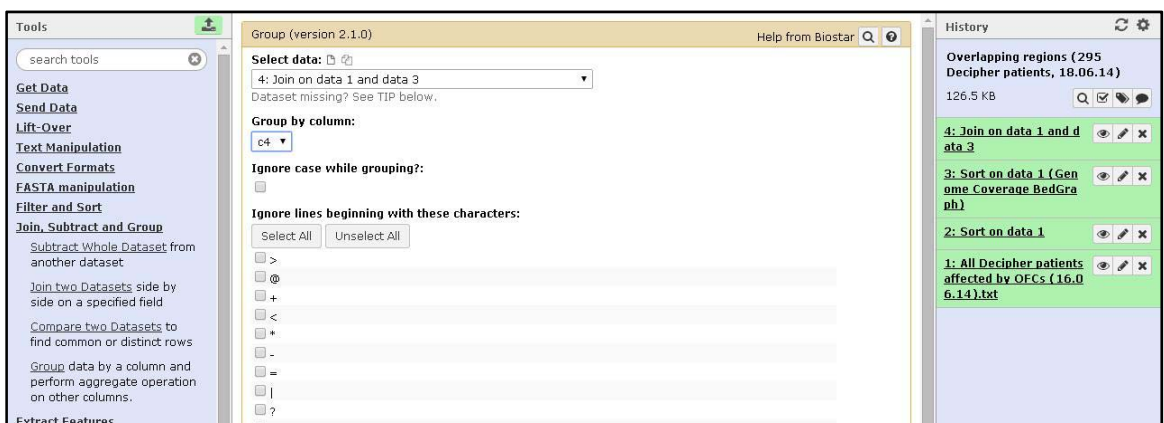 Tools
search tools
Get Data
Send Data
Lift-Over
Text Manipulation
Convert Formats
FASTA manipulation
Filter and Sort
Join, Subtract and Group
Subtract Whole Dataset from
another dataset
Join two Datasets side by
side on a specified field
Compare two Datasets to
find common or distinct rows
Group data by a column and
perform aggregate operation
on other columns.
Extract Features
Group (version 2.1.0)
Help from Biostar
Select data:
4: Join on data 1 and data 3
Dataset missing? See TIP below.
Group by column:
c4
Ignore case while grouping?:
Ignore lines beginning with these characters:
Select All Unselect All
>
@
+
<
*
-
=
|
?
History
Overlapping regions (295
Decipher patients, 18.06.14)
126.5 KB
4: Join on data 1 and d
ata 3
3: Sort on data 1 (Gen
ome Coverage BedGra
ph)
2: Sort on data 1
1: All Decipher patients
affected by OFCs (16.0
6.14).txt